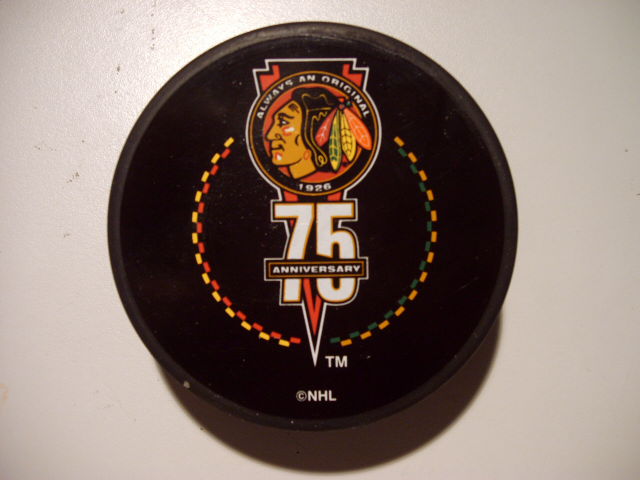 ALWAYS AN ORIGINAL
1926
75
ANNIVERSARY
TM
©NHL